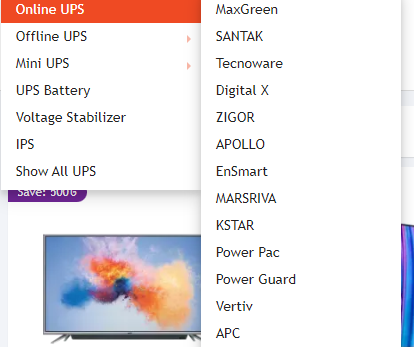 Online UPS
Offline UPS
Mini UPS
UPS Battery
Voltage Stabilizer
IPS
Show All UPS
Save: 500৳
MaxGreen
SANTAK
Tecnoware
Digital X
ZIGOR
APOLLO
EnSmart
MARSRIVA
KSTAR
Power Pac
Power Guard
Vertiv
APC